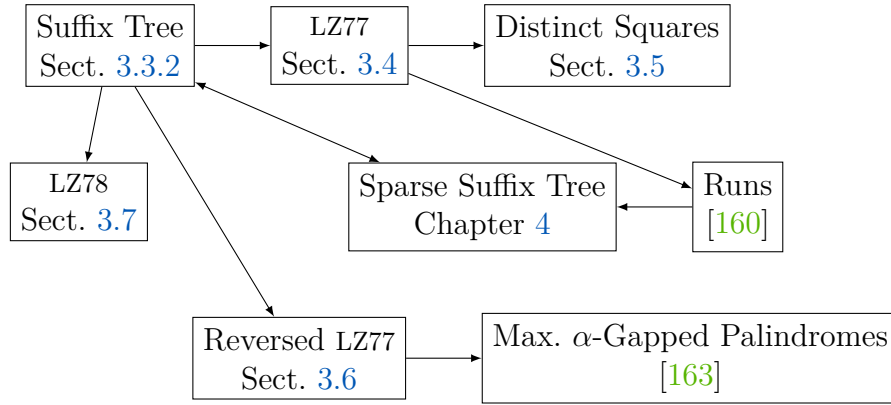 Suffix Tree
Sect. 3.3.2
LZ77
Sect. 3.4
Distinct Squares
Sect. 3.5
LZ78
Sect. 3.7
Sparse Suffix Tree
Chapter 4
Runs
[160]
Reversed LZ77
Sect. 3.6
Max. α-Gapped Palindromes
[163]